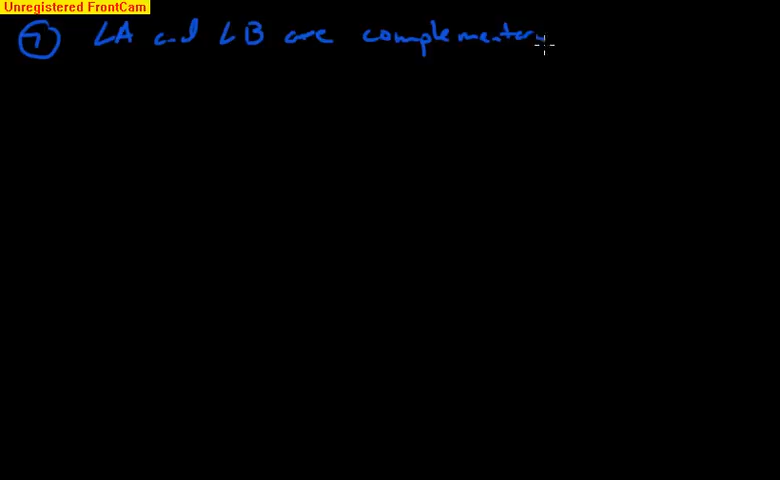 Unregistered FrontCam
7 ∠A and ∠B are complementary